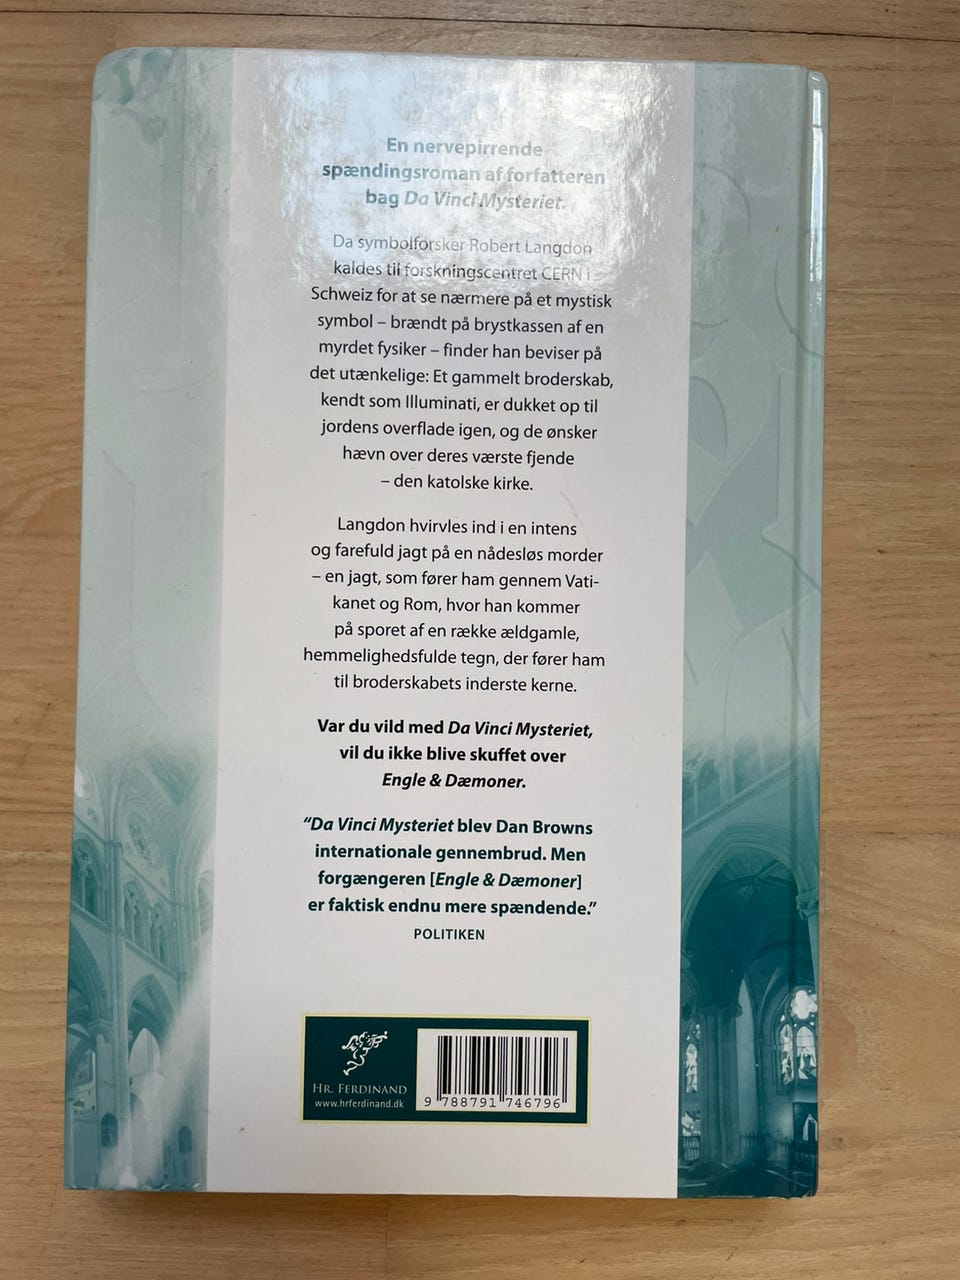 En nervepirrende
spændingsroman af forfatteren
bag Da Vinci Mysteriet.
Da symbolforsker Robert Langdon
kaldes til forskningscentret CERN i
Schweiz for at se nærmere på et mystisk
symbol – brændt på brystkassen af en
myrdet fysiker – finder han beviser på
det utænkelige: Et gammelt broderskab,
kendt som Illuminati, er dukket op til
jordens overflade igen, og de ønsker
hævn over deres værste fjende
– den katolske kirke.
Langdon hvirvles ind i en intens
og farefuld jagt på en nådesløs morder
– en jagt, som fører ham gennem Vati-
kanet og Rom, hvor han kommer
på sporet af en række ældgamle,
hemmelighedsfulde tegn, der fører ham
til broderskabets inderste kerne.
Var du vild med Da Vinci Mysteriet,
vil du ikke blive skuffet over
Engle & Dæmoner.
“Da Vinci Mysteriet blev Dan Browns
internationale gennembrud. Men
forgængeren [Engle & Dæmoner]
er faktisk endnu mere spændende.”
POLITIKEN
HR. FERDINAND
www.hrferdinand.dk
9 788791 746796